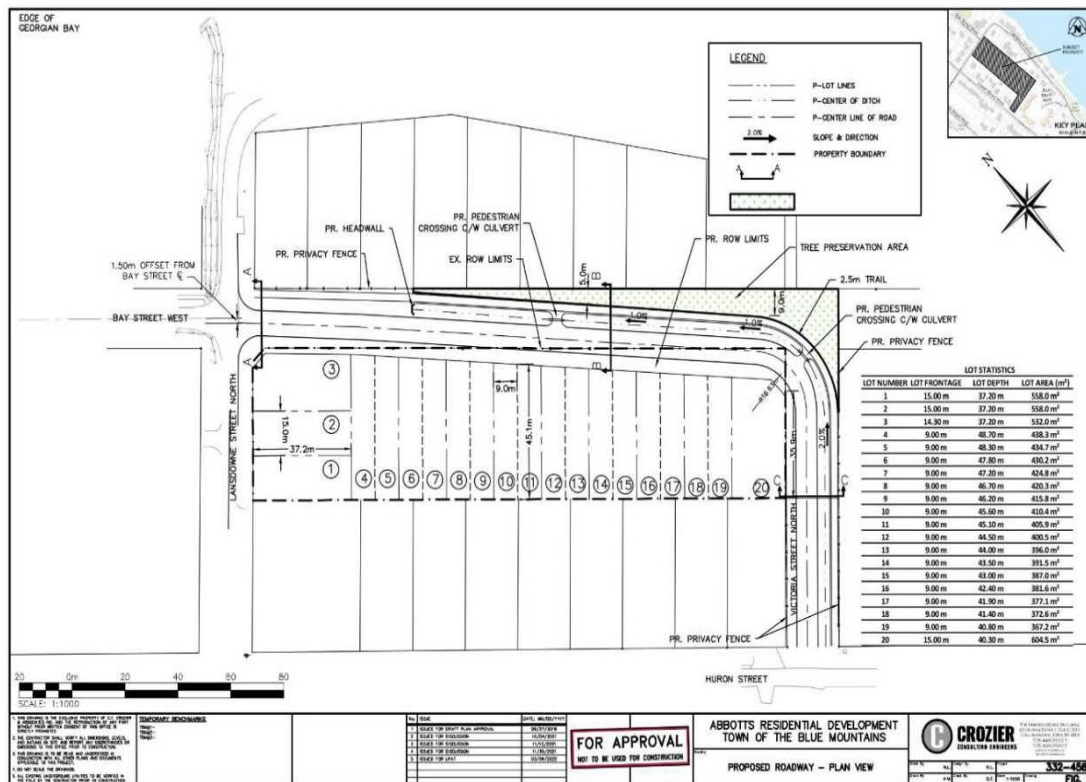 EDGE OF
GEORGIAN BAY
LEGEND
P-LOT LINES
P-CENTER OF DITCH
P-CENTER LINE OF ROAD
2.0%
SLOPE & DIRECTION
PROPERTY BOUNDARY
A A
SUBJECT
PROPERTY
KEY PLAN
N
PR. PEDESTRIAN
CROSSING C/W CULVERT
PR. HEADWALL
PR. PRIVACY FENCE
EX. ROW LIMITS
PR. ROW LIMITS
TREE PRESERVATION AREA
2.5m TRAIL
1.50m OFFSET FROM
BAY STREET ℄
A
B
5.0m
9.0m
1.0%
1.0%
PR. PEDESTRIAN
CROSSING C/W CULVERT
PR. PRIVACY FENCE
BAY STREET WEST
A
B
LANSDOWNE STREET NORTH
3
2
1
15.0m
37.2m
9.0m
45.1m
35.9m
2.0%
4 5 6 7 8 9 10 11 12 13 14 15 16 17 18 19 20
C C
VICTORIA STREET NORTH
PR. PRIVACY FENCE
HURON STREET
LOT STATISTICS
LOT NUMBER LOT FRONTAGE LOT DEPTH LOT AREA (m²)
1 15.00 m 37.20 m 558.0 m²
2 15.00 m 37.20 m 558.0 m²
3 14.30 m 37.20 m 532.0 m²
4 9.00 m 48.70 m 438.3 m²
5 9.00 m 48.30 m 434.7 m²
6 9.00 m 47.80 m 430.2 m²
7 9.00 m 47.20 m 424.8 m²
8 9.00 m 46.70 m 420.3 m²
9 9.00 m 46.20 m 415.8 m²
10 9.00 m 45.60 m 410.4 m²
11 9.00 m 45.10 m 405.9 m²
12 9.00 m 44.50 m 400.5 m²
13 9.00 m 44.00 m 396.0 m²
14 9.00 m 43.50 m 391.5 m²
15 9.00 m 43.00 m 387.0 m²
16 9.00 m 42.40 m 381.6 m²
17 9.00 m 41.90 m 377.1 m²
18 9.00 m 41.40 m 372.6 m²
19 9.00 m 40.80 m 367.2 m²
20 15.00 m 40.30 m 604.5 m²
20 0m 20 40 60 80
SCALE: 1:1000
TEMPORARY BENCHMARKS
No. ISSUE
1 ISSUED FOR DRAFT PLAN APPROVAL
2 ISSUED FOR DISCUSSION
3 ISSUED FOR DISCUSSION
4 ISSUED FOR DISCUSSION
5 ISSUED FOR LPAT
FOR APPROVAL
NOT TO BE USED FOR CONSTRUCTION
ABBOTTS RESIDENTIAL DEVELOPMENT
TOWN OF THE BLUE MOUNTAINS
PROPOSED ROADWAY - PLAN VIEW
CROZIER
CONSULTING ENGINEERS